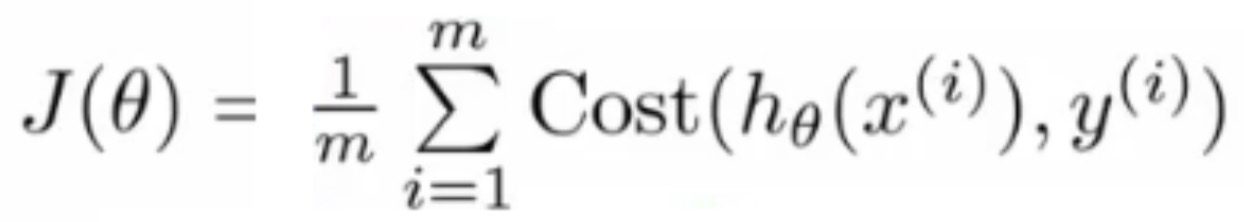 J(θ) = 1/m ∑_{i=1}^{m} Cost(h_θ(x^{(i)}), y^{(i)})